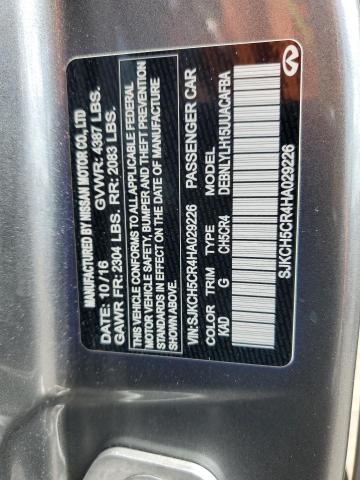 MANUFACTURED BY NISSAN MOTOR CO., LTD
DATE: 10/16 GVWR: 4387 LBS.
GAWR FR: 2304 LBS. RR: 2083 LBS.
THIS VEHICLE CONFORMS TO ALL APPLICABLE FEDERAL
MOTOR VEHICLE SAFETY, BUMPER AND THEFT PREVENTION
STANDARDS IN EFFECT ON THE DATE OF MANUFACTURE
SHOWN ABOVE.
VIN: SJKCH5CR4HA029226 PASSENGER CAR
COLOR TRIM TYPE MODEL
KAD G CH5CR4 DEBNLYLH15UUACAFBA
SJKCH5CR4HA029226